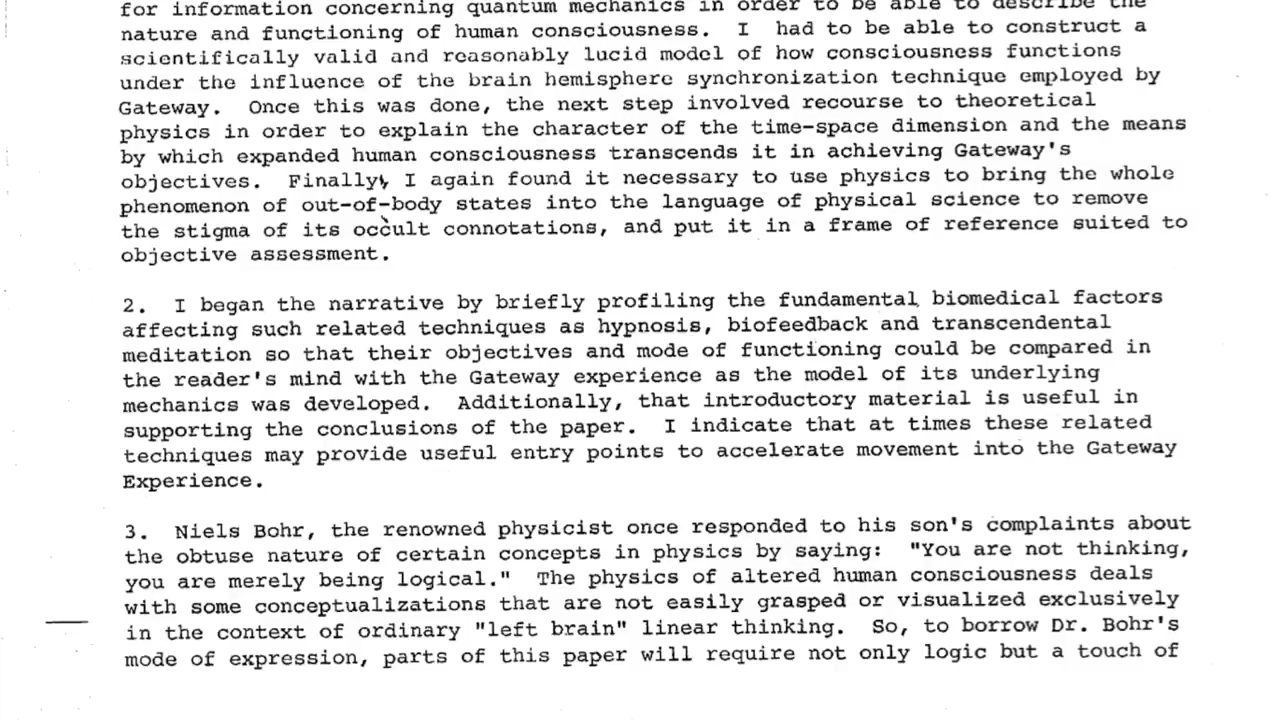 for information concerning quantum mechanics in order to be able to describe the
nature and functioning of human consciousness.  I  had to be able to construct a
scientifically valid and reasonably lucid model of how consciousness functions
under the influence of the brain hemisphere synchronization technique employed by
Gateway.  Once this was done, the next step involved recourse to theoretical
physics in order to explain the character of the time-space dimension and the means
by which expanded human consciousness transcends it in achieving Gateway's
objectives.  Finally, I again found it necessary to use physics to bring the whole
phenomenon of out-of-body states into the language of physical science to remove
the stigma of its occult connotations, and put it in a frame of reference suited to
objective assessment.
2.  I began the narrative by briefly profiling the fundamental biomedical factors
affecting such related techniques as hypnosis, biofeedback and transcendental
meditation so that their objectives and mode of functioning could be compared in
the reader's mind with the Gateway experience as the model of its underlying
mechanics was developed.  Additionally, that introductory material is useful in
supporting the conclusions of the paper.  I indicate that at times these related
techniques may provide useful entry points to accelerate movement into the Gateway
Experience.
3.  Niels Bohr, the renowned physicist once responded to his son's complaints about
the obtuse nature of certain concepts in physics by saying:  "You are not thinking,
you are merely being logical."  The physics of altered human consciousness deals
with some conceptualizations that are not easily grasped or visualized exclusively
in the context of ordinary "left brain" linear thinking.  So, to borrow Dr. Bohr's
mode of expression, parts of this paper will require not only logic but a touch of